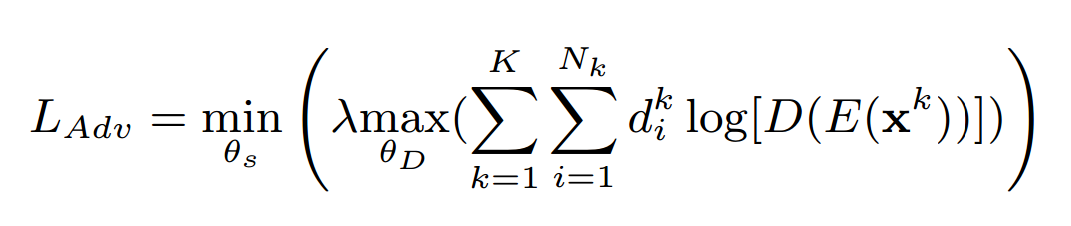 L_{Adv} = \min_{\theta_s} \left( \lambda \max_{\theta_D} ( \sum_{k=1}^{K} \sum_{i=1}^{N_k} d_i^k \log[D(E(\mathbf{x}^k))]) \right)